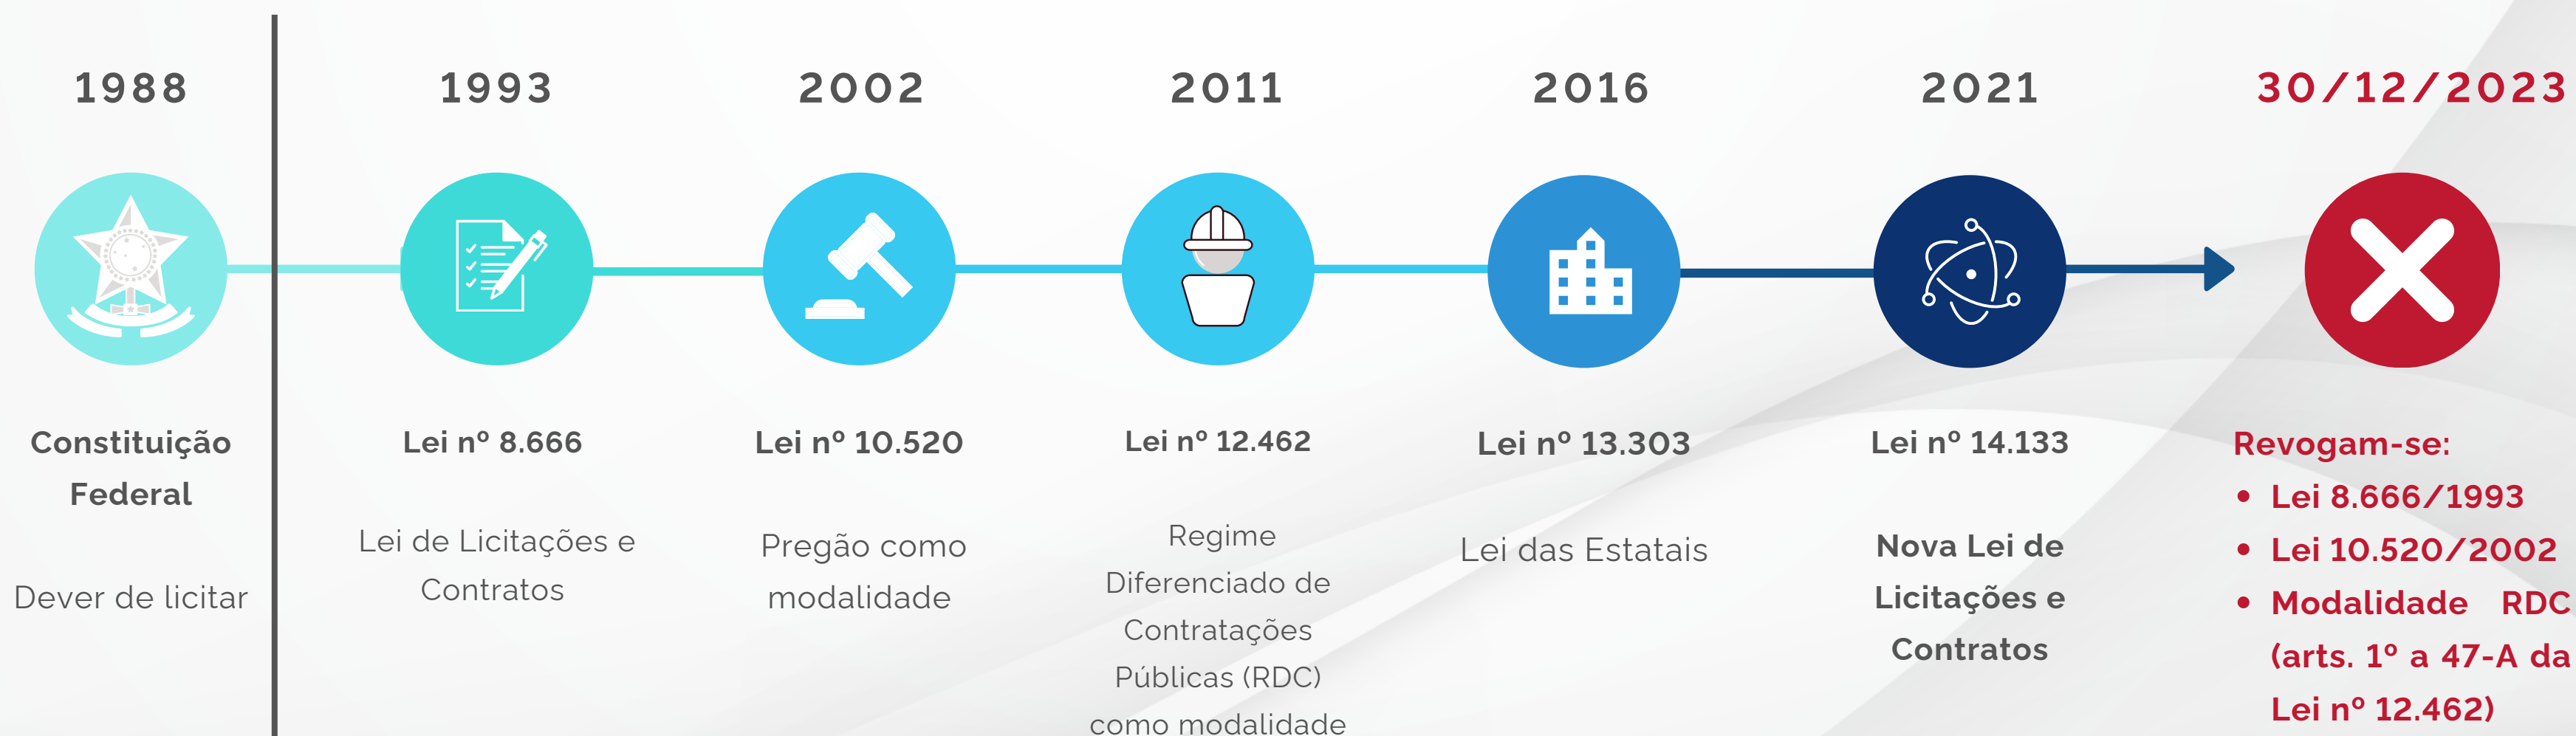 1988
Constituição
Federal
Dever de licitar
1993
Lei nº 8.666
Lei de Licitações e
Contratos
2002
Lei nº 10.520
Pregão como
modalidade
2011
Lei nº 12.462
Regime
Diferenciado de
Contratações
Públicas (RDC)
como modalidade
2016
Lei nº 13.303
Lei das Estatais
2021
Lei nº 14.133
Nova Lei de
Licitações e
Contratos
30/12/2023
Revogam-se:
• Lei 8.666/1993
• Lei 10.520/2002
• Modalidade RDC
(arts. 1º a 47-A da
Lei nº 12.462)